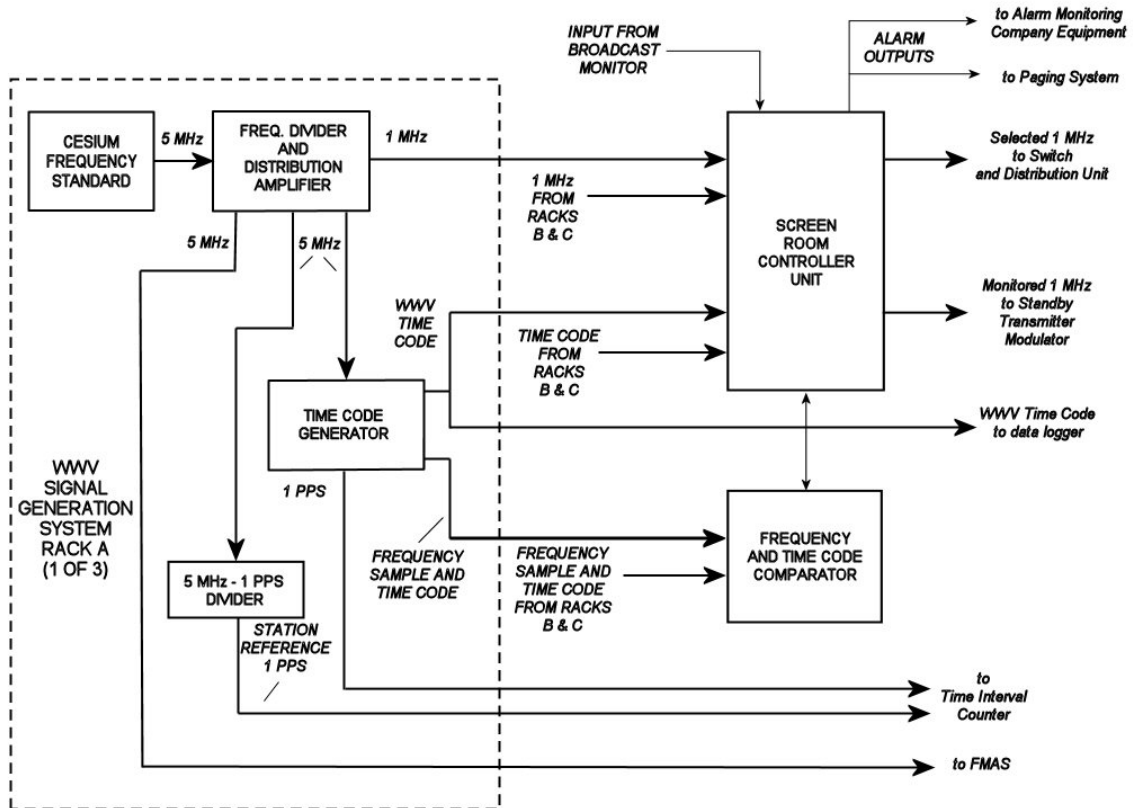 INPUT FROM
BROADCAST
MONITOR
ALARM
OUTPUTS
to Alarm Monitoring
Company Equipment
to Paging System
CESIUM
FREQUENCY
STANDARD
5 MHz
FREQ. DIVIDER
AND
DISTRIBUTION
AMPLIFIER
1 MHz
1 MHz
FROM
RACKS
B & C
SCREEN
ROOM
CONTROLLER
UNIT
Selected 1 MHz
to Switch
and Distribution Unit
5 MHz
5 MHz
WWV
TIME
CODE
TIME CODE
FROM
RACKS
B & C
Monitored 1 MHz
to Standby
Transmitter
Modulator
TIME CODE
GENERATOR
WWV Time Code
to data logger
WWV
SIGNAL
GENERATION
SYSTEM
RACK A
(1 OF 3)
1 PPS
FREQUENCY
SAMPLE AND
TIME CODE
FREQUENCY
SAMPLE AND
TIME CODE
FROM RACKS
B & C
FREQUENCY
AND TIME CODE
COMPARATOR
5 MHz - 1 PPS
DIVIDER
STATION
REFERENCE
1 PPS
to
Time Interval
Counter
to FMAS